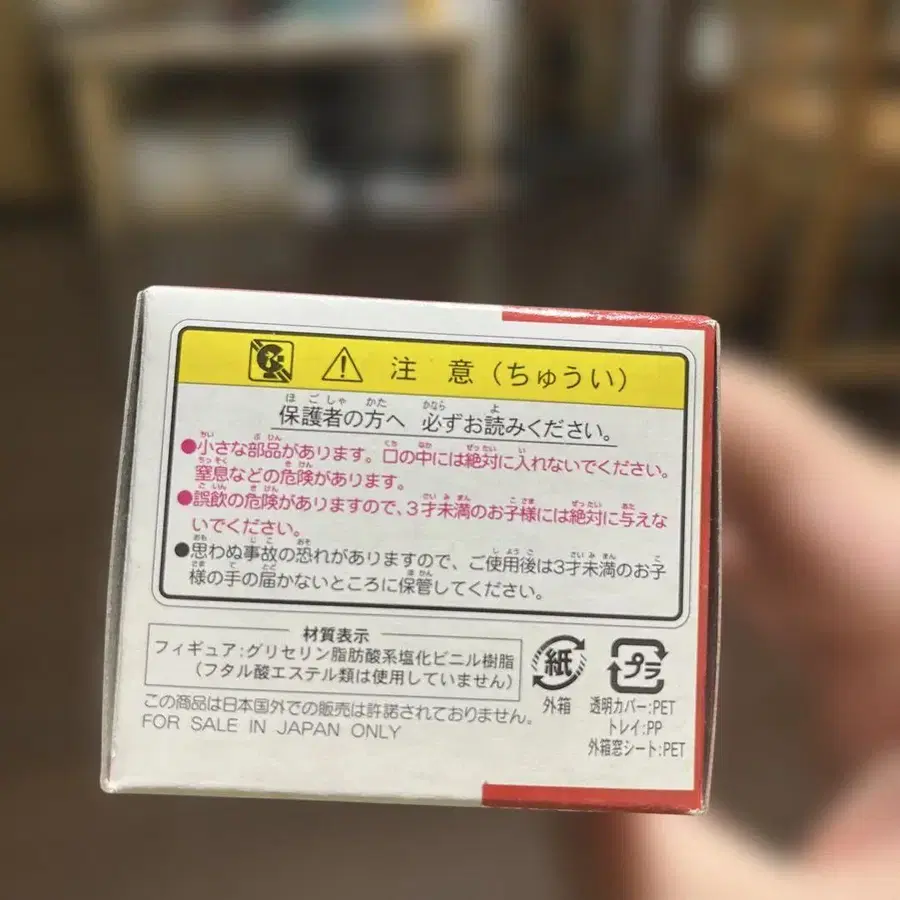 注 意 (ちゅうい)
保護者の方へ 必ずお読みください。
●小さな部品があります。口の中には絶対に入れないでください。
窒息などの危険があります。
●誤飲の危険がありますので、3才未満のお子様には絶対に与えな
いでください。
●思わぬ事故の恐れがありますので、ご使用後は3才未満のお子
様の手の届かないところに保管してください。
材質表示
フィギュア:グリセリン脂肪酸系塩化ビニル樹脂
(フタル酸エステル類は使用していません)
この商品は日本国外での販売は許諾されておりません。
FOR SALE IN JAPAN ONLY
紙
外箱
プラ
透明カバー:PET
トレイ:PP
外箱窓シート:PET